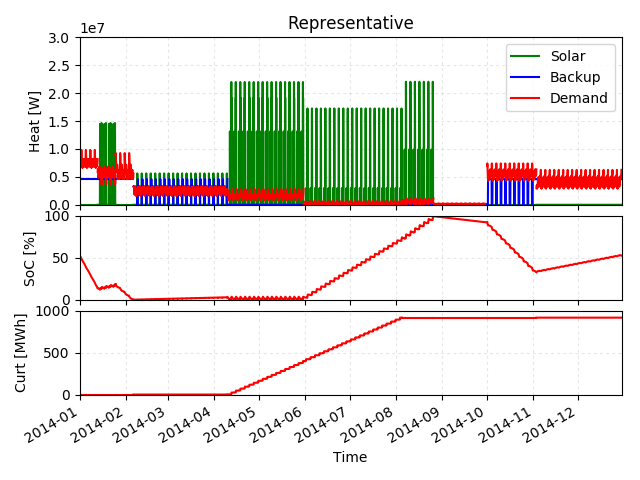 Representative
1e7
3.0
2.5
2.0
1.5
1.0
0.5
0.0
Heat [W]
Solar
Backup
Demand
100
50
0
SoC [%]
1000
500
0
Curt [MWh]
2014-01
2014-02
2014-03
2014-04
2014-05
2014-06
2014-07
2014-08
2014-09
2014-10
2014-11
2014-12
Time